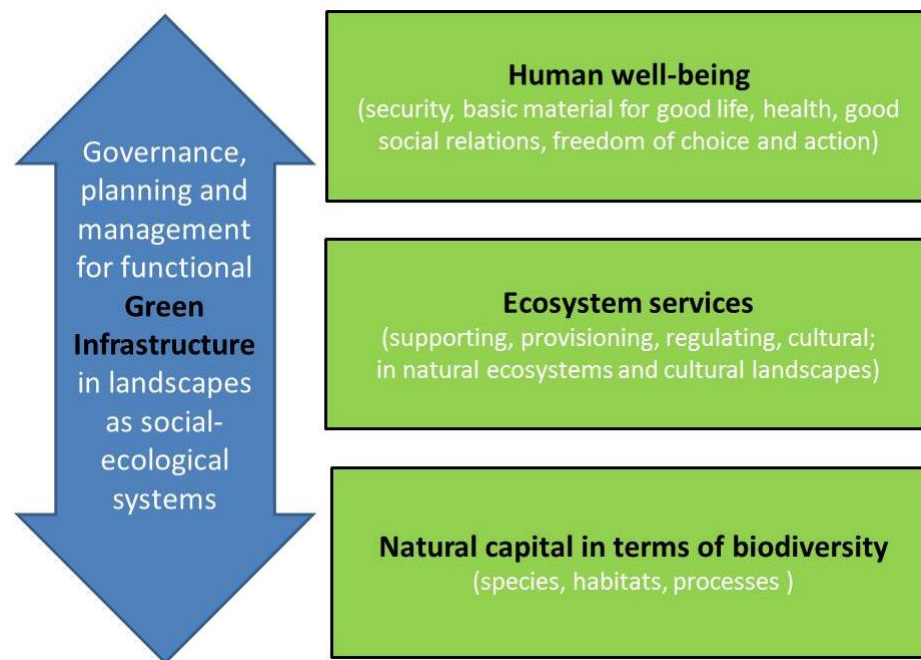 Governance,
planning and
management
for functional
Green
Infrastructure
in landscapes
as social-
ecological
systems
Human well-being
(security, basic material for good life, health, good
social relations, freedom of choice and action)
Ecosystem services
(supporting, provisioning, regulating, cultural;
in natural ecosystems and cultural landscapes)
Natural capital in terms of biodiversity
(species, habitats, processes )